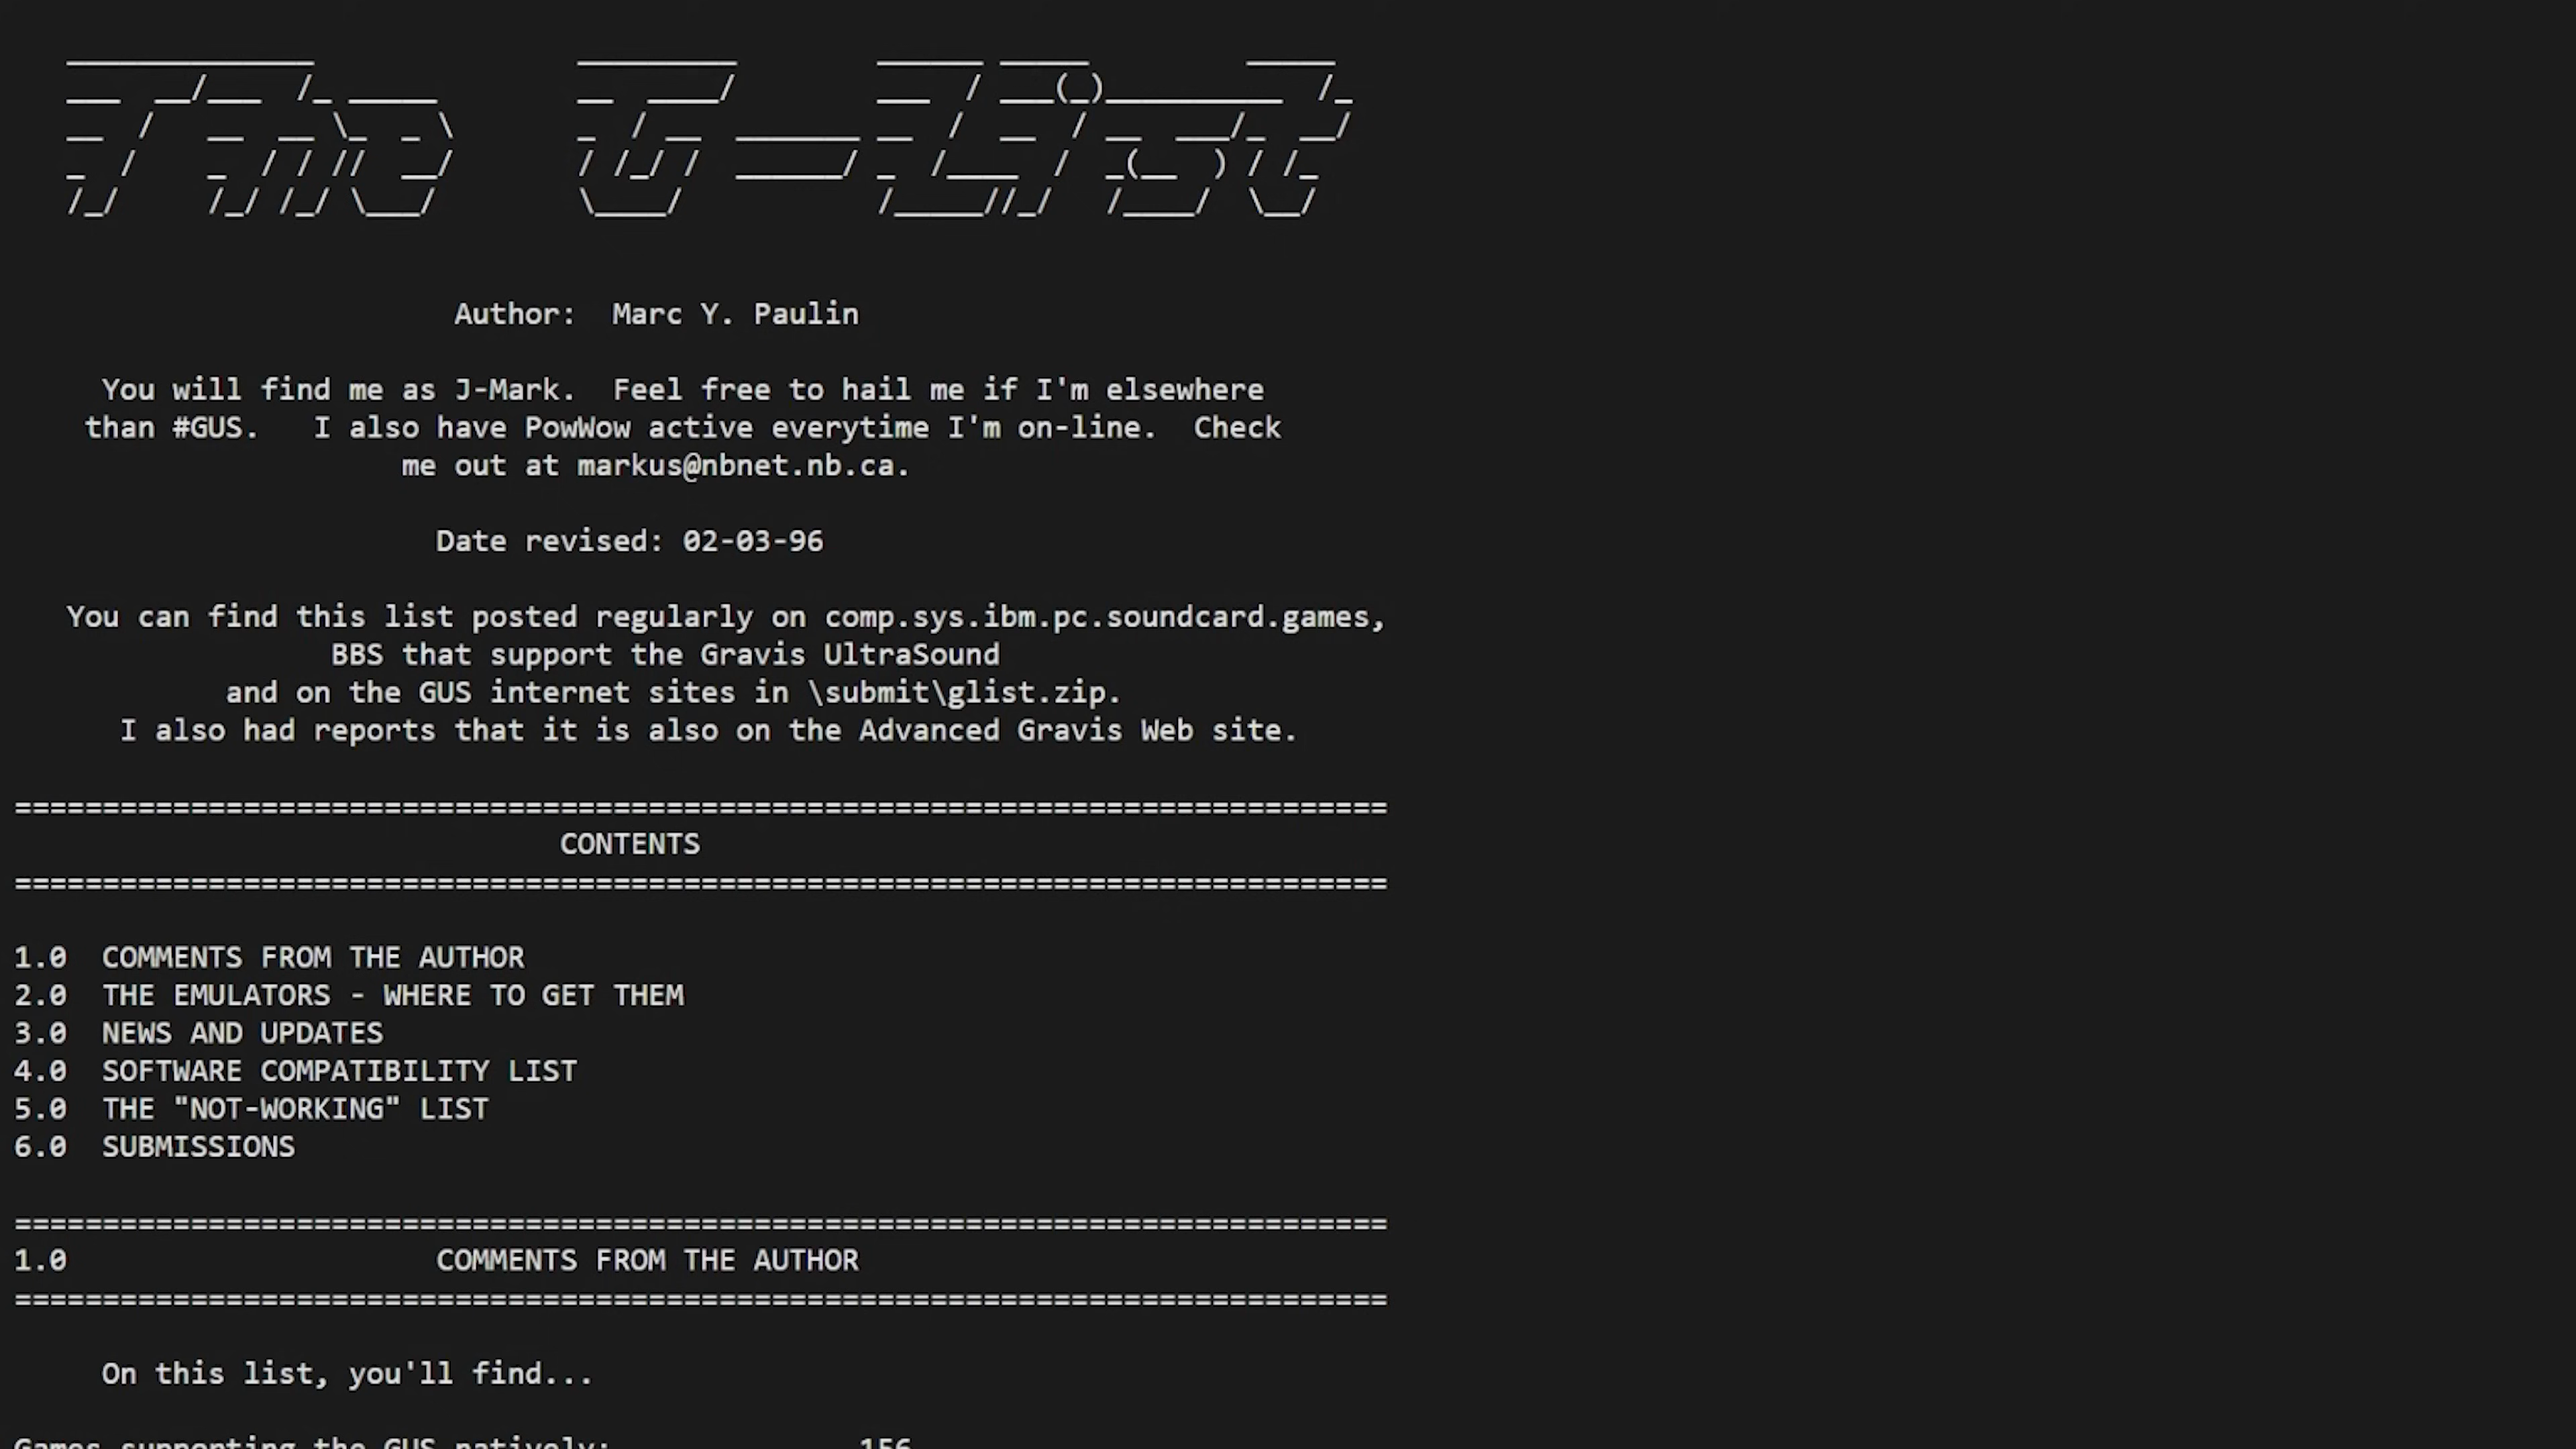 The G-List
Author:  Marc Y. Paulin
You will find me as J-Mark.  Feel free to hail me if I'm elsewhere
than #GUS.   I also have PowWow active everytime I'm on-line.  Check
me out at markus@nbnet.nb.ca.
Date revised: 02-03-96
You can find this list posted regularly on comp.sys.ibm.pc.soundcard.games,
BBS that support the Gravis UltraSound
and on the GUS internet sites in \submit\glist.zip.
I also had reports that it is also on the Advanced Gravis Web site.
==============================================================================
CONTENTS
==============================================================================
1.0  COMMENTS FROM THE AUTHOR
2.0  THE EMULATORS - WHERE TO GET THEM
3.0  NEWS AND UPDATES
4.0  SOFTWARE COMPATIBILITY LIST
5.0  THE "NOT-WORKING" LIST
6.0  SUBMISSIONS
==============================================================================
1.0                     COMMENTS FROM THE AUTHOR
==============================================================================
On this list, you'll find...
Games supporting the GUS natively:              156